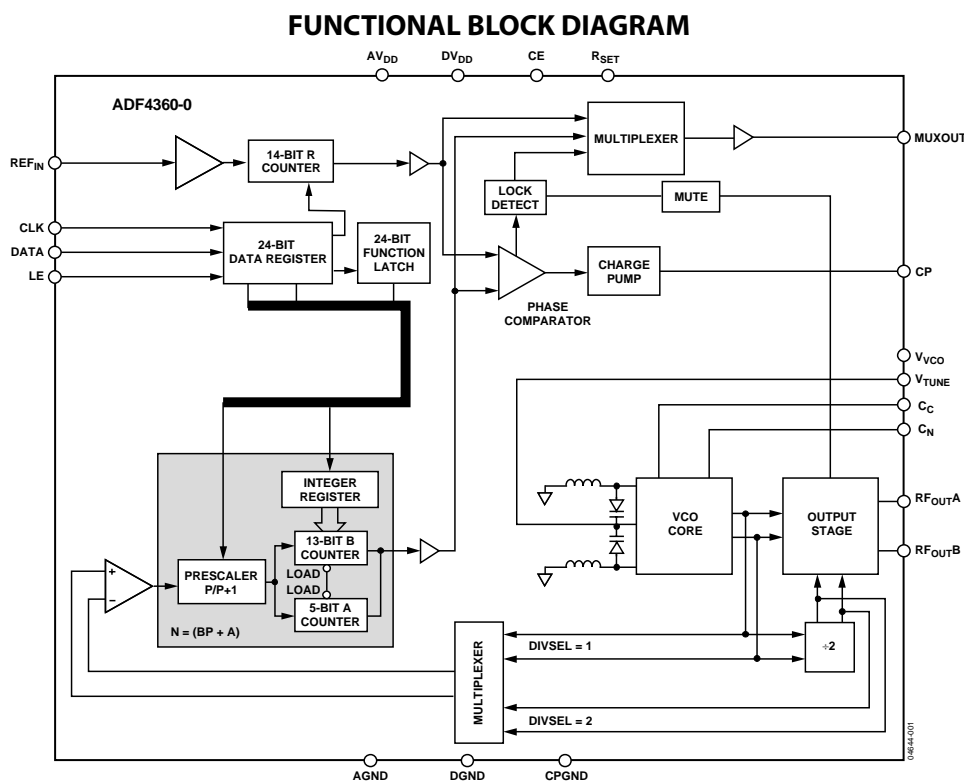 FUNCTIONAL BLOCK DIAGRAM
AVDD
DVDD
CE
RSET
ADF4360-0
REFIN
14-BIT R
COUNTER
MULTIPLEXER
MUXOUT
LOCK
DETECT
MUTE
CLK
DATA
LE
24-BIT
DATA REGISTER
24-BIT
FUNCTION
LATCH
CHARGE
PUMP
CP
PHASE
COMPARATOR
VVCO
VTUNE
CC
CN
INTEGER
REGISTER
13-BIT B
COUNTER
PRESCALER
P/P+1
LOAD
LOAD
5-BIT A
COUNTER
N = (BP + A)
+
−
VCO
CORE
OUTPUT
STAGE
RFOUTA
RFOUTB
MULTIPLEXER
DIVSEL = 1
÷2
DIVSEL = 2
AGND
DGND
CPGND
04644-001